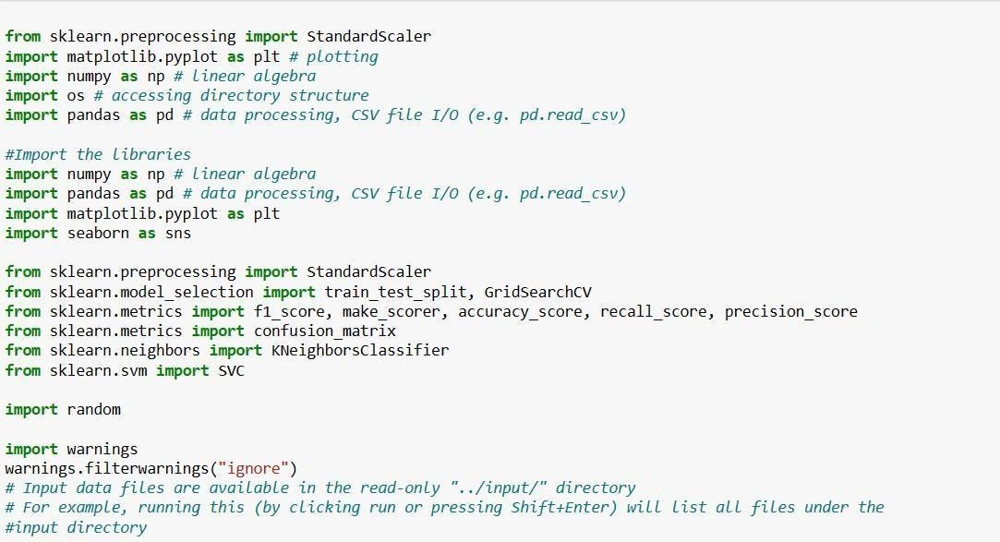 from sklearn.preprocessing import StandardScaler
import matplotlib.pyplot as plt # plotting
import numpy as np # linear algebra
import os # accessing directory structure
import pandas as pd # data processing, CSV file I/O (e.g. pd.read_csv)
#Import the libraries
import numpy as np # linear algebra
import pandas as pd # data processing, CSV file I/O (e.g. pd.read_csv)
import matplotlib.pyplot as plt
import seaborn as sns
from sklearn.preprocessing import StandardScaler
from sklearn.model_selection import train_test_split, GridSearchCV
from sklearn.metrics import f1_score, make_scorer, accuracy_score, recall_score, precision_score
from sklearn.metrics import confusion_matrix
from sklearn.neighbors import KNeighborsClassifier
from sklearn.svm import SVC
import random
import warnings
warnings.filterwarnings("ignore")
# Input data files are available in the read-only "../input/" directory
# For example, running this (by clicking run or pressing Shift+Enter) will list all files under the
#input directory